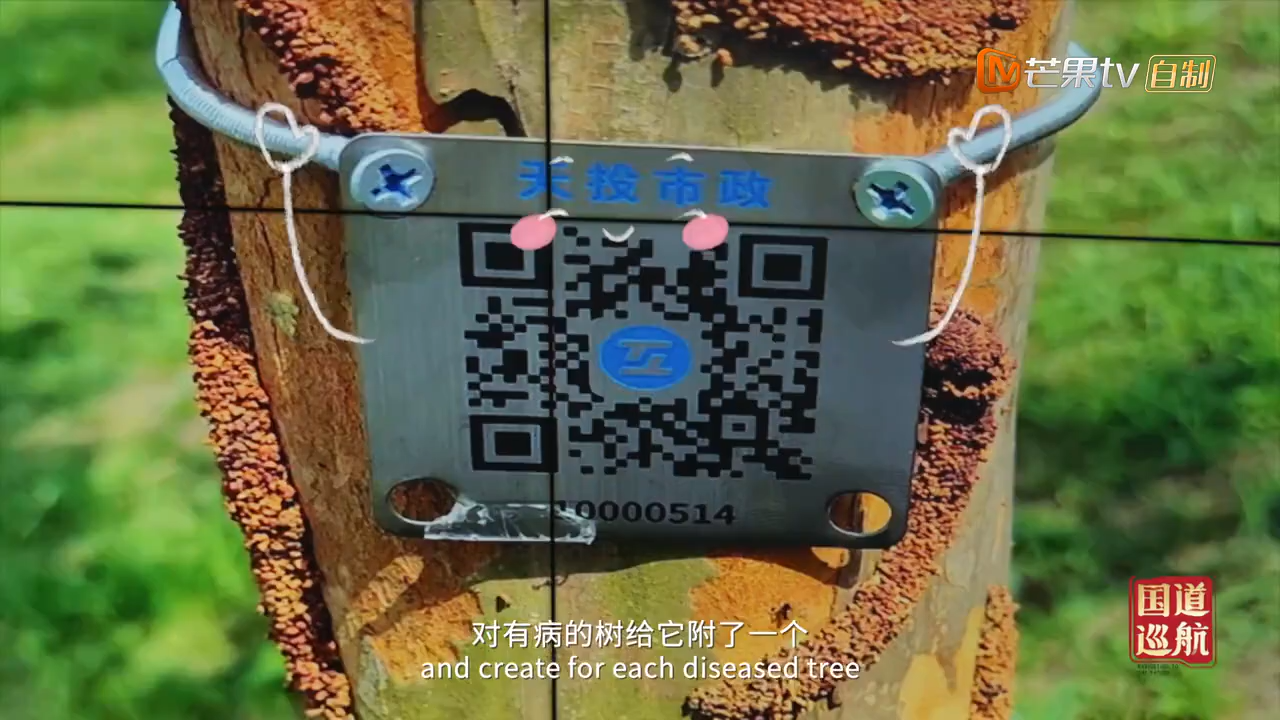 芒果tv 自制
天投市政
10000514
对有病的树给它附了一个
and create for each diseased tree
国道
巡航